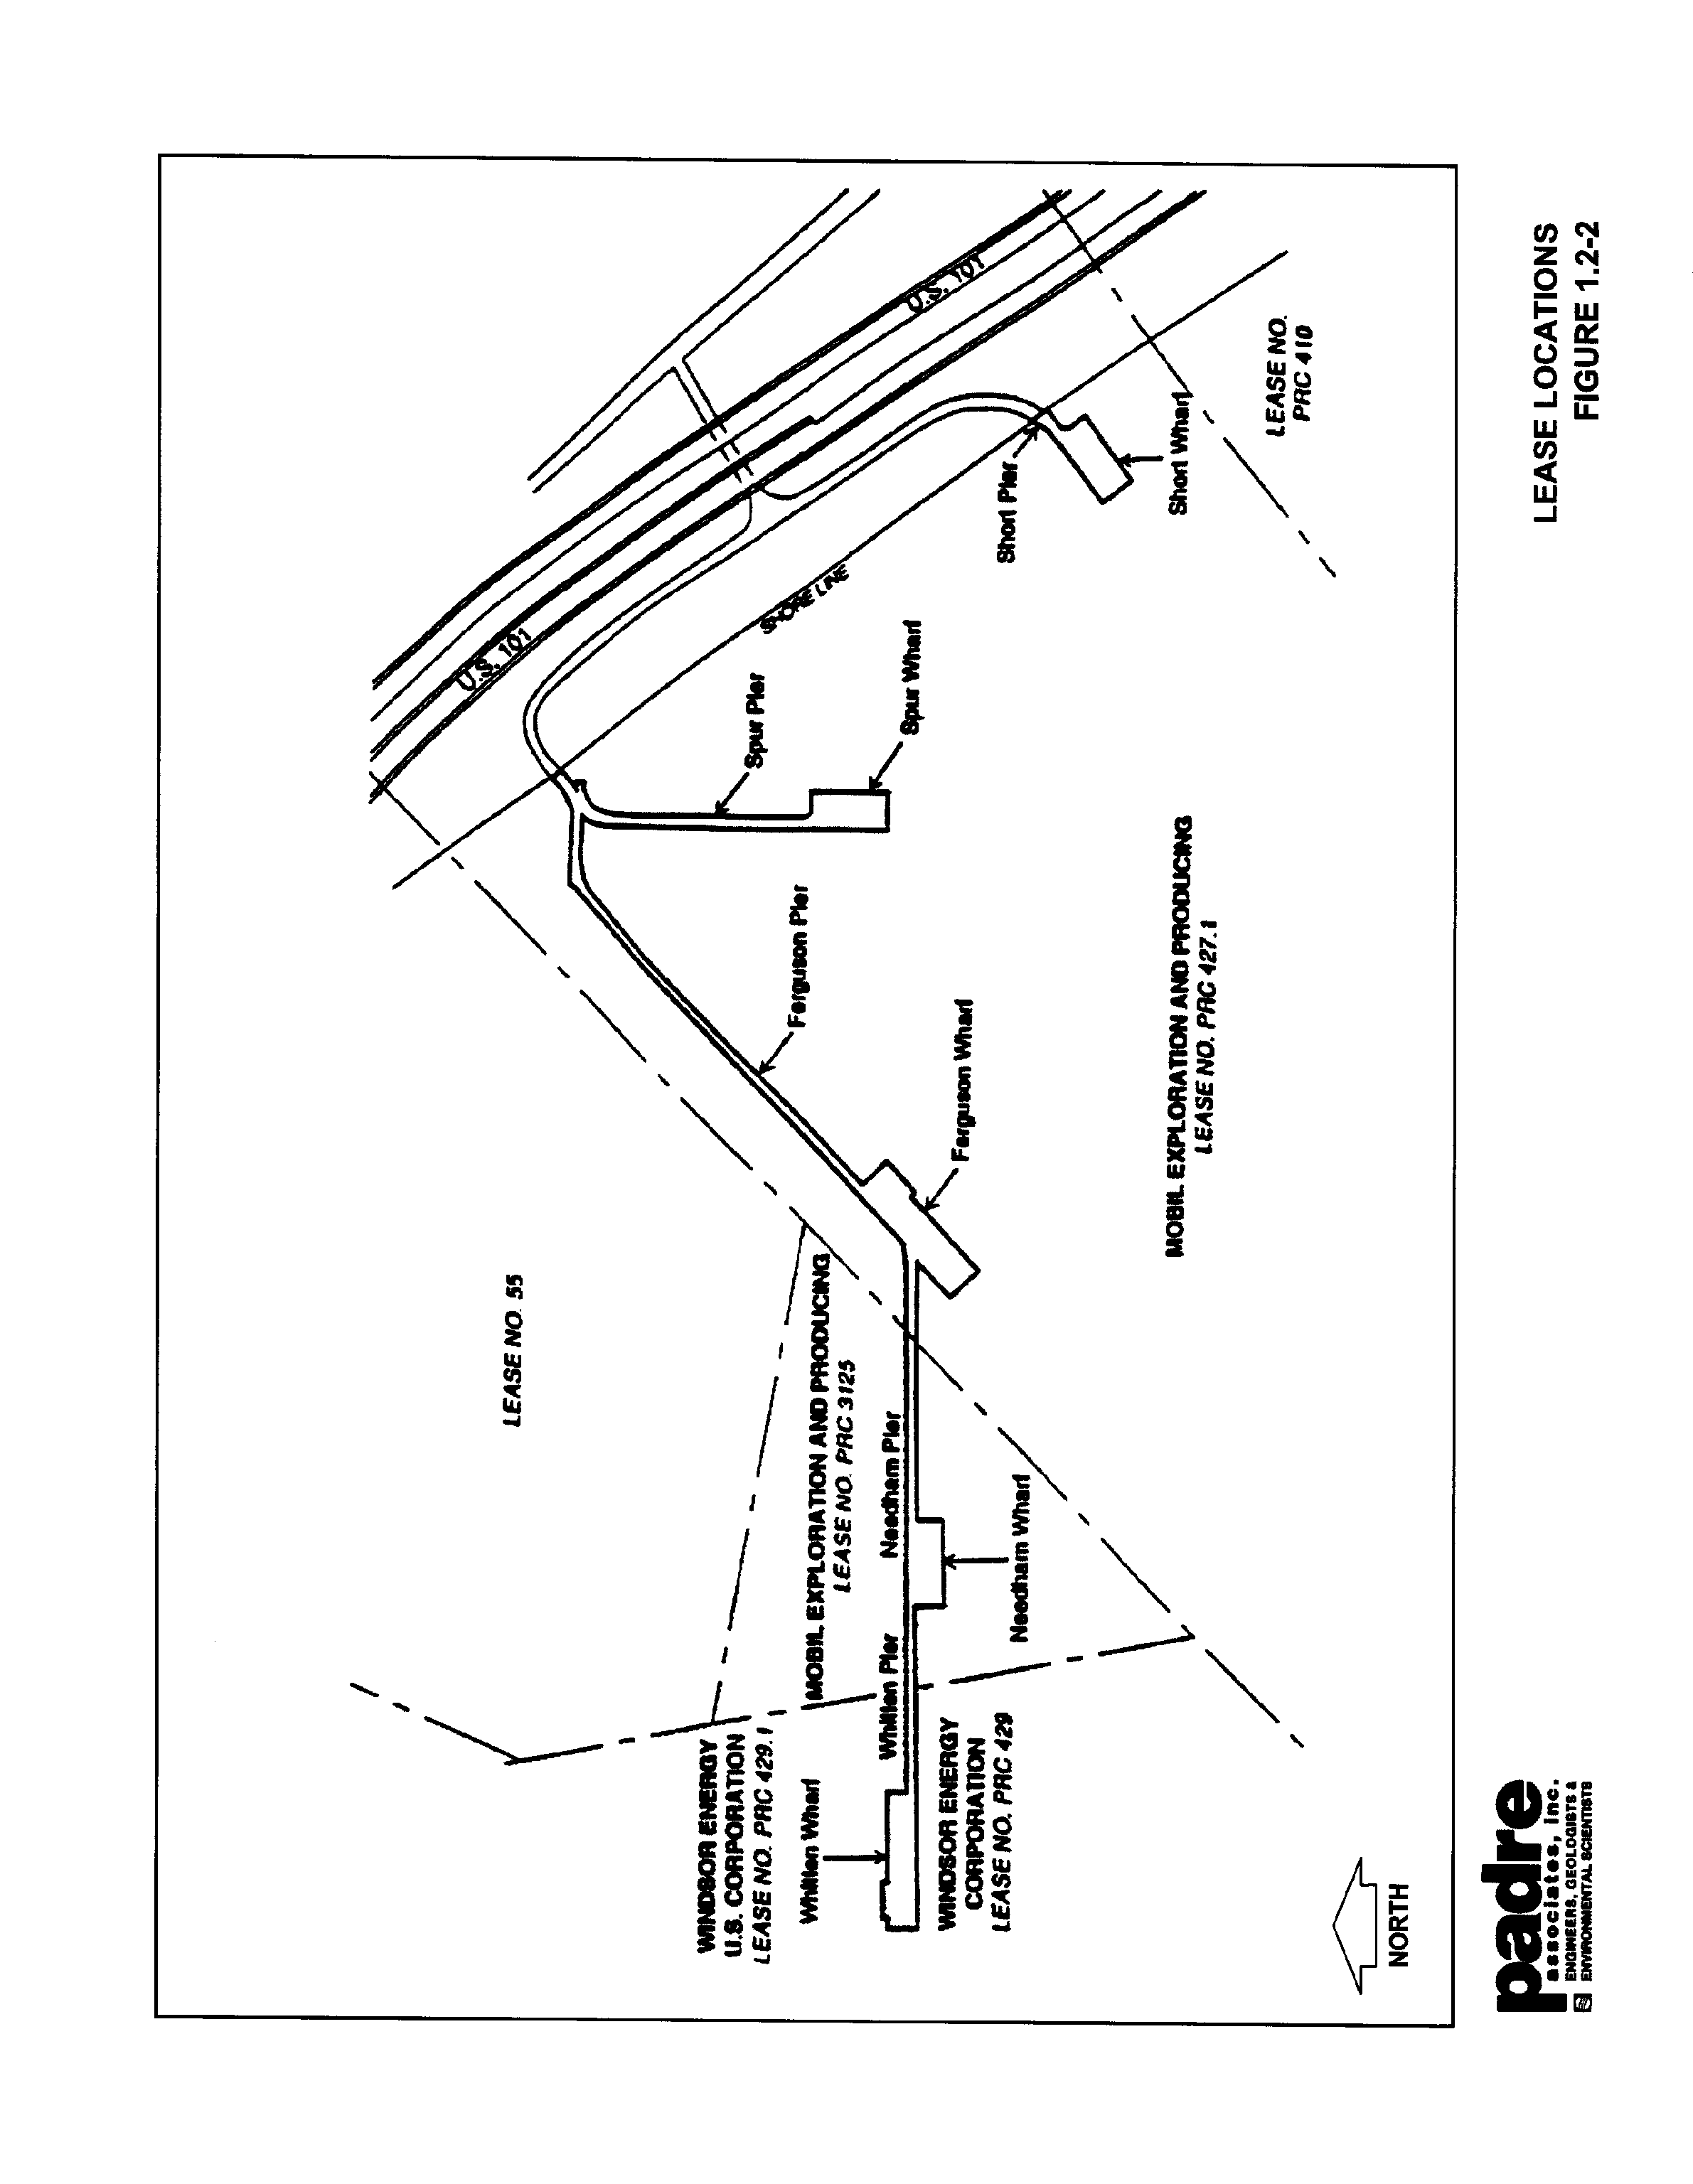 U.S. 101
U.S. 101
SHORE LINE
LEASE NO.
PRC 410
Short Pier
Short Wharf
Spur Pier
Spur Wharf
Ferguson Pier
Ferguson Wharf
MOBIL EXPLORATION AND PRODUCING
LEASE NO. PRC 427.1
LEASE NO. 55
MOBIL EXPLORATION AND PRODUCING
LEASE NO. PRC 3125
Needham Pier
Needham Wharf
Whitten Pier
WINDSOR ENERGY
U.S. CORPORATION
LEASE NO. PRC 429.1
Whitten Wharf
WINDSOR ENERGY
CORPORATION
LEASE NO. PRC 429
NORTH
padre
associates, inc.
ENGINEERS, GEOLOGISTS &
ENVIRONMENTAL SCIENTISTS
LEASE LOCATIONS
FIGURE 1.2-2